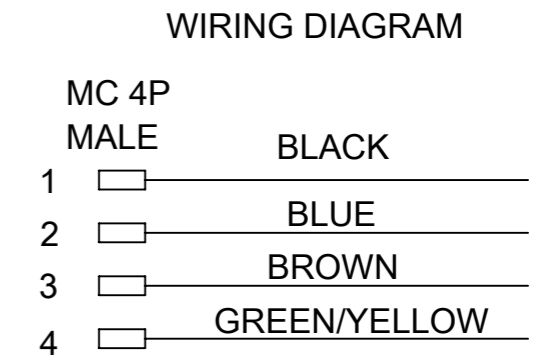 WIRING DIAGRAM
MC 4P
MALE
BLACK
1
BLUE
2
BROWN
3
GREEN/YELLOW
4